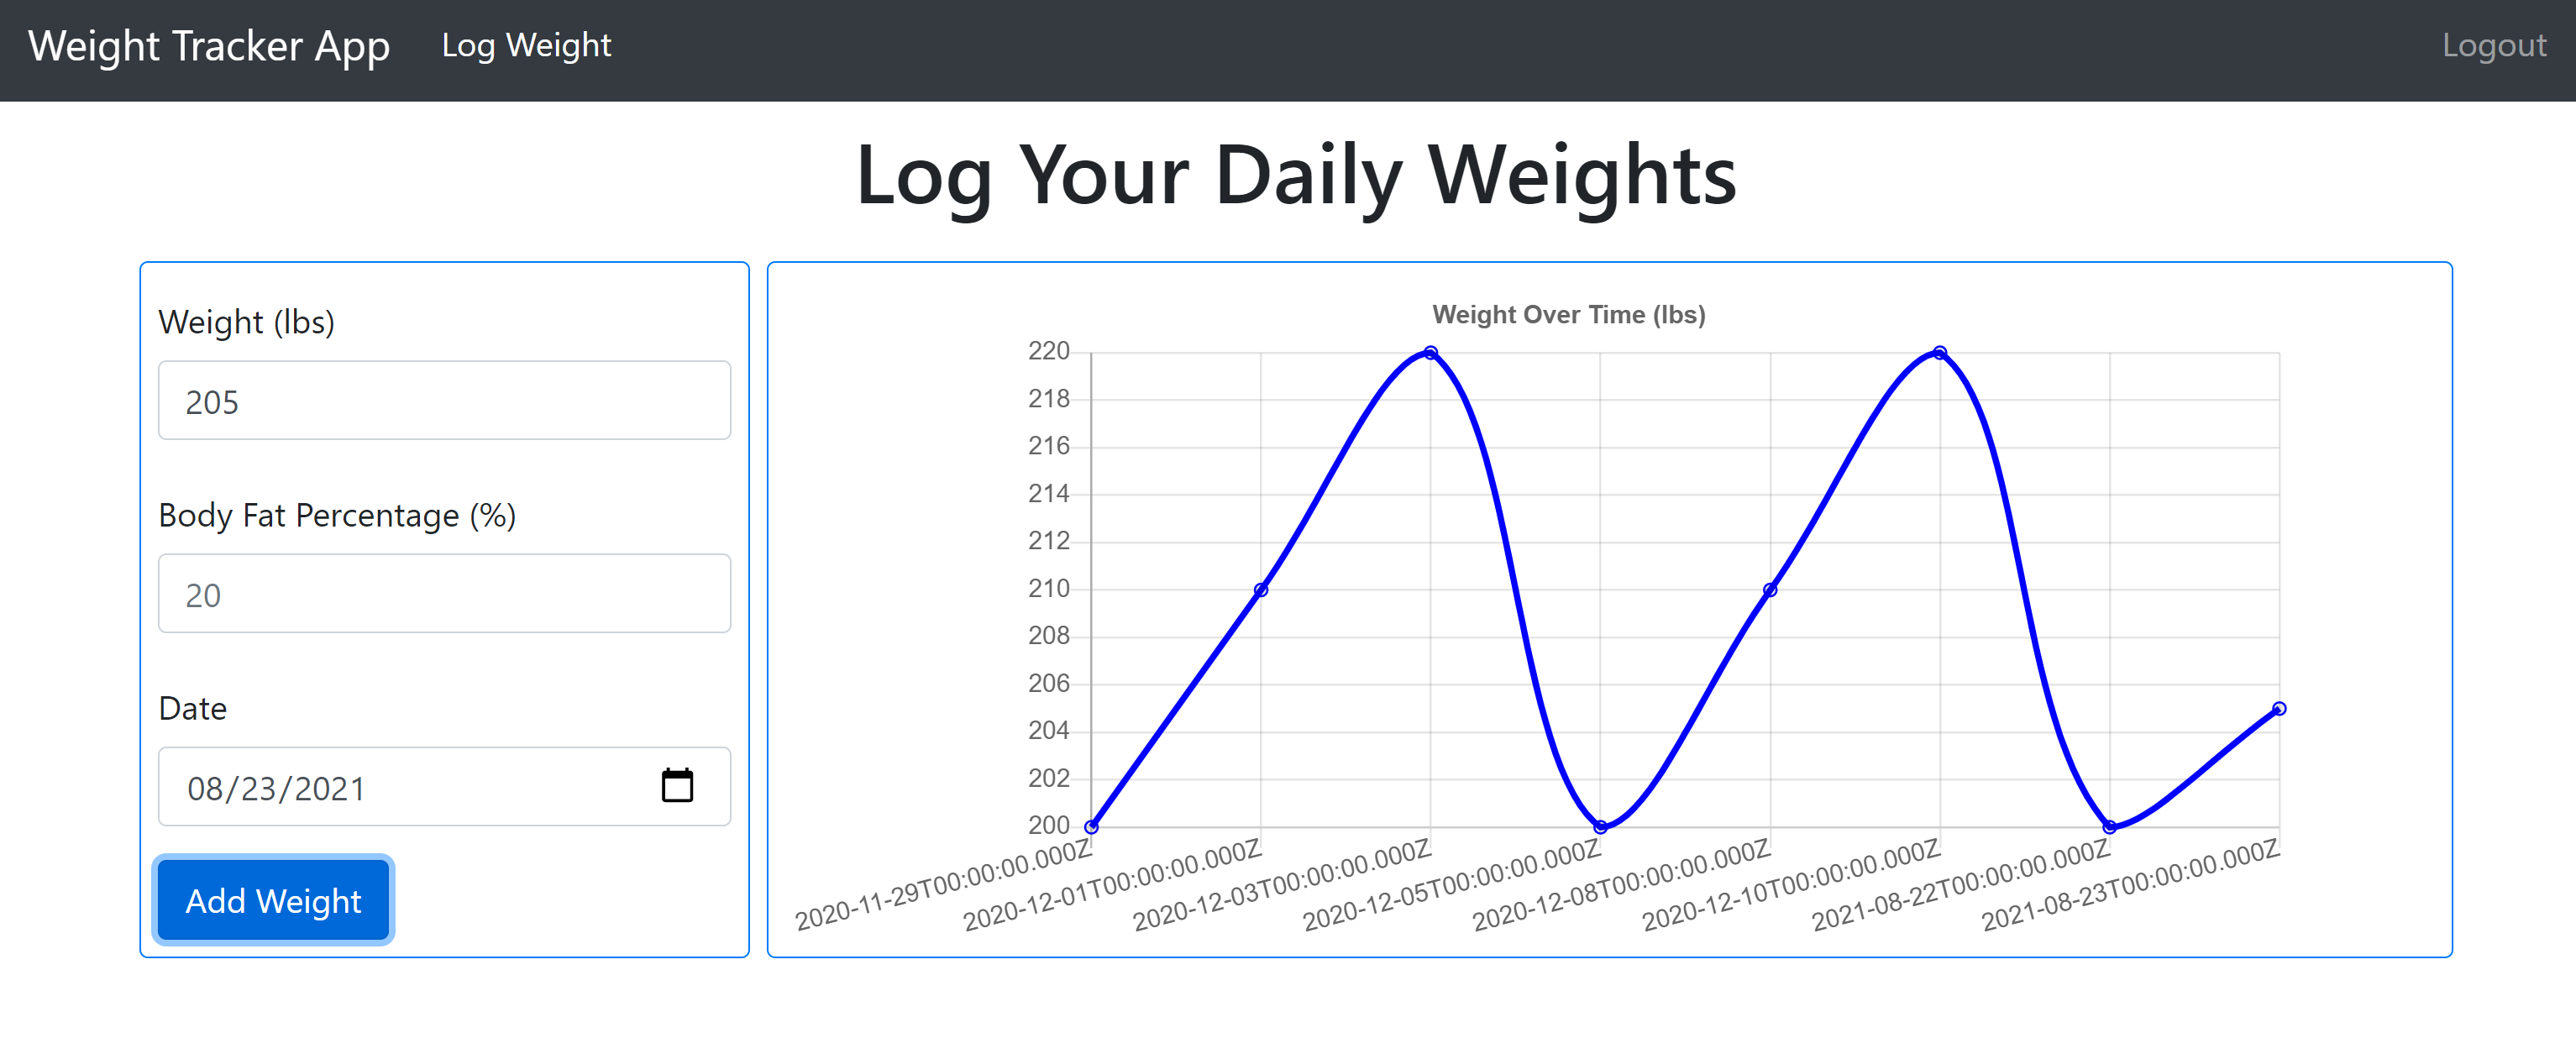 Weight Tracker App Log Weight Logout
Log Your Daily Weights
Weight (lbs)
205
Body Fat Percentage (%)
20
Date
08/23/2021
Add Weight
Weight Over Time (lbs)
220
218
216
214
212
210
208
206
204
202
200
2020-11-29T00:00:00.000Z
2020-12-01T00:00:00.000Z
2020-12-03T00:00:00.000Z
2020-12-05T00:00:00.000Z
2020-12-08T00:00:00.000Z
2020-12-10T00:00:00.000Z
2021-08-22T00:00:00.000Z
2021-08-23T00:00:00.000Z